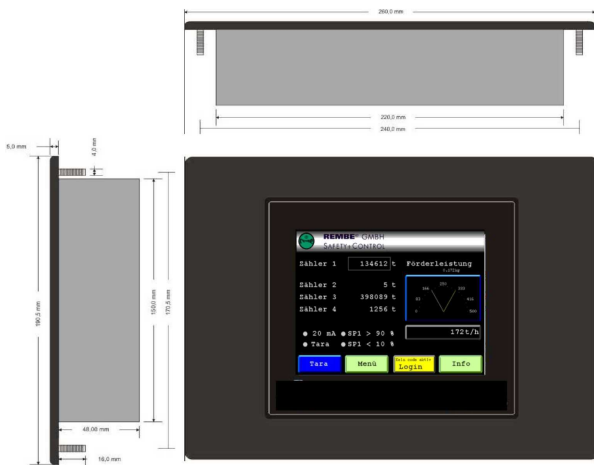 260,0 mm
220,0 mm
240,0 mm
6,0 mm
4,0 mm
190,5 mm
150,0 mm
170,5 mm
48,00 mm
16,0 mm
REMBE® GMBH
SAFETY+CONTROL
Zähler 1 134612 t
Förderleistung
Zähler 2 5 t
Zähler 3 398089 t
Zähler 4 1256 t
172t/h
20 mA SP1 > 90 %
Tara SP1 < 10 %
Tara
Menü
Login
Info